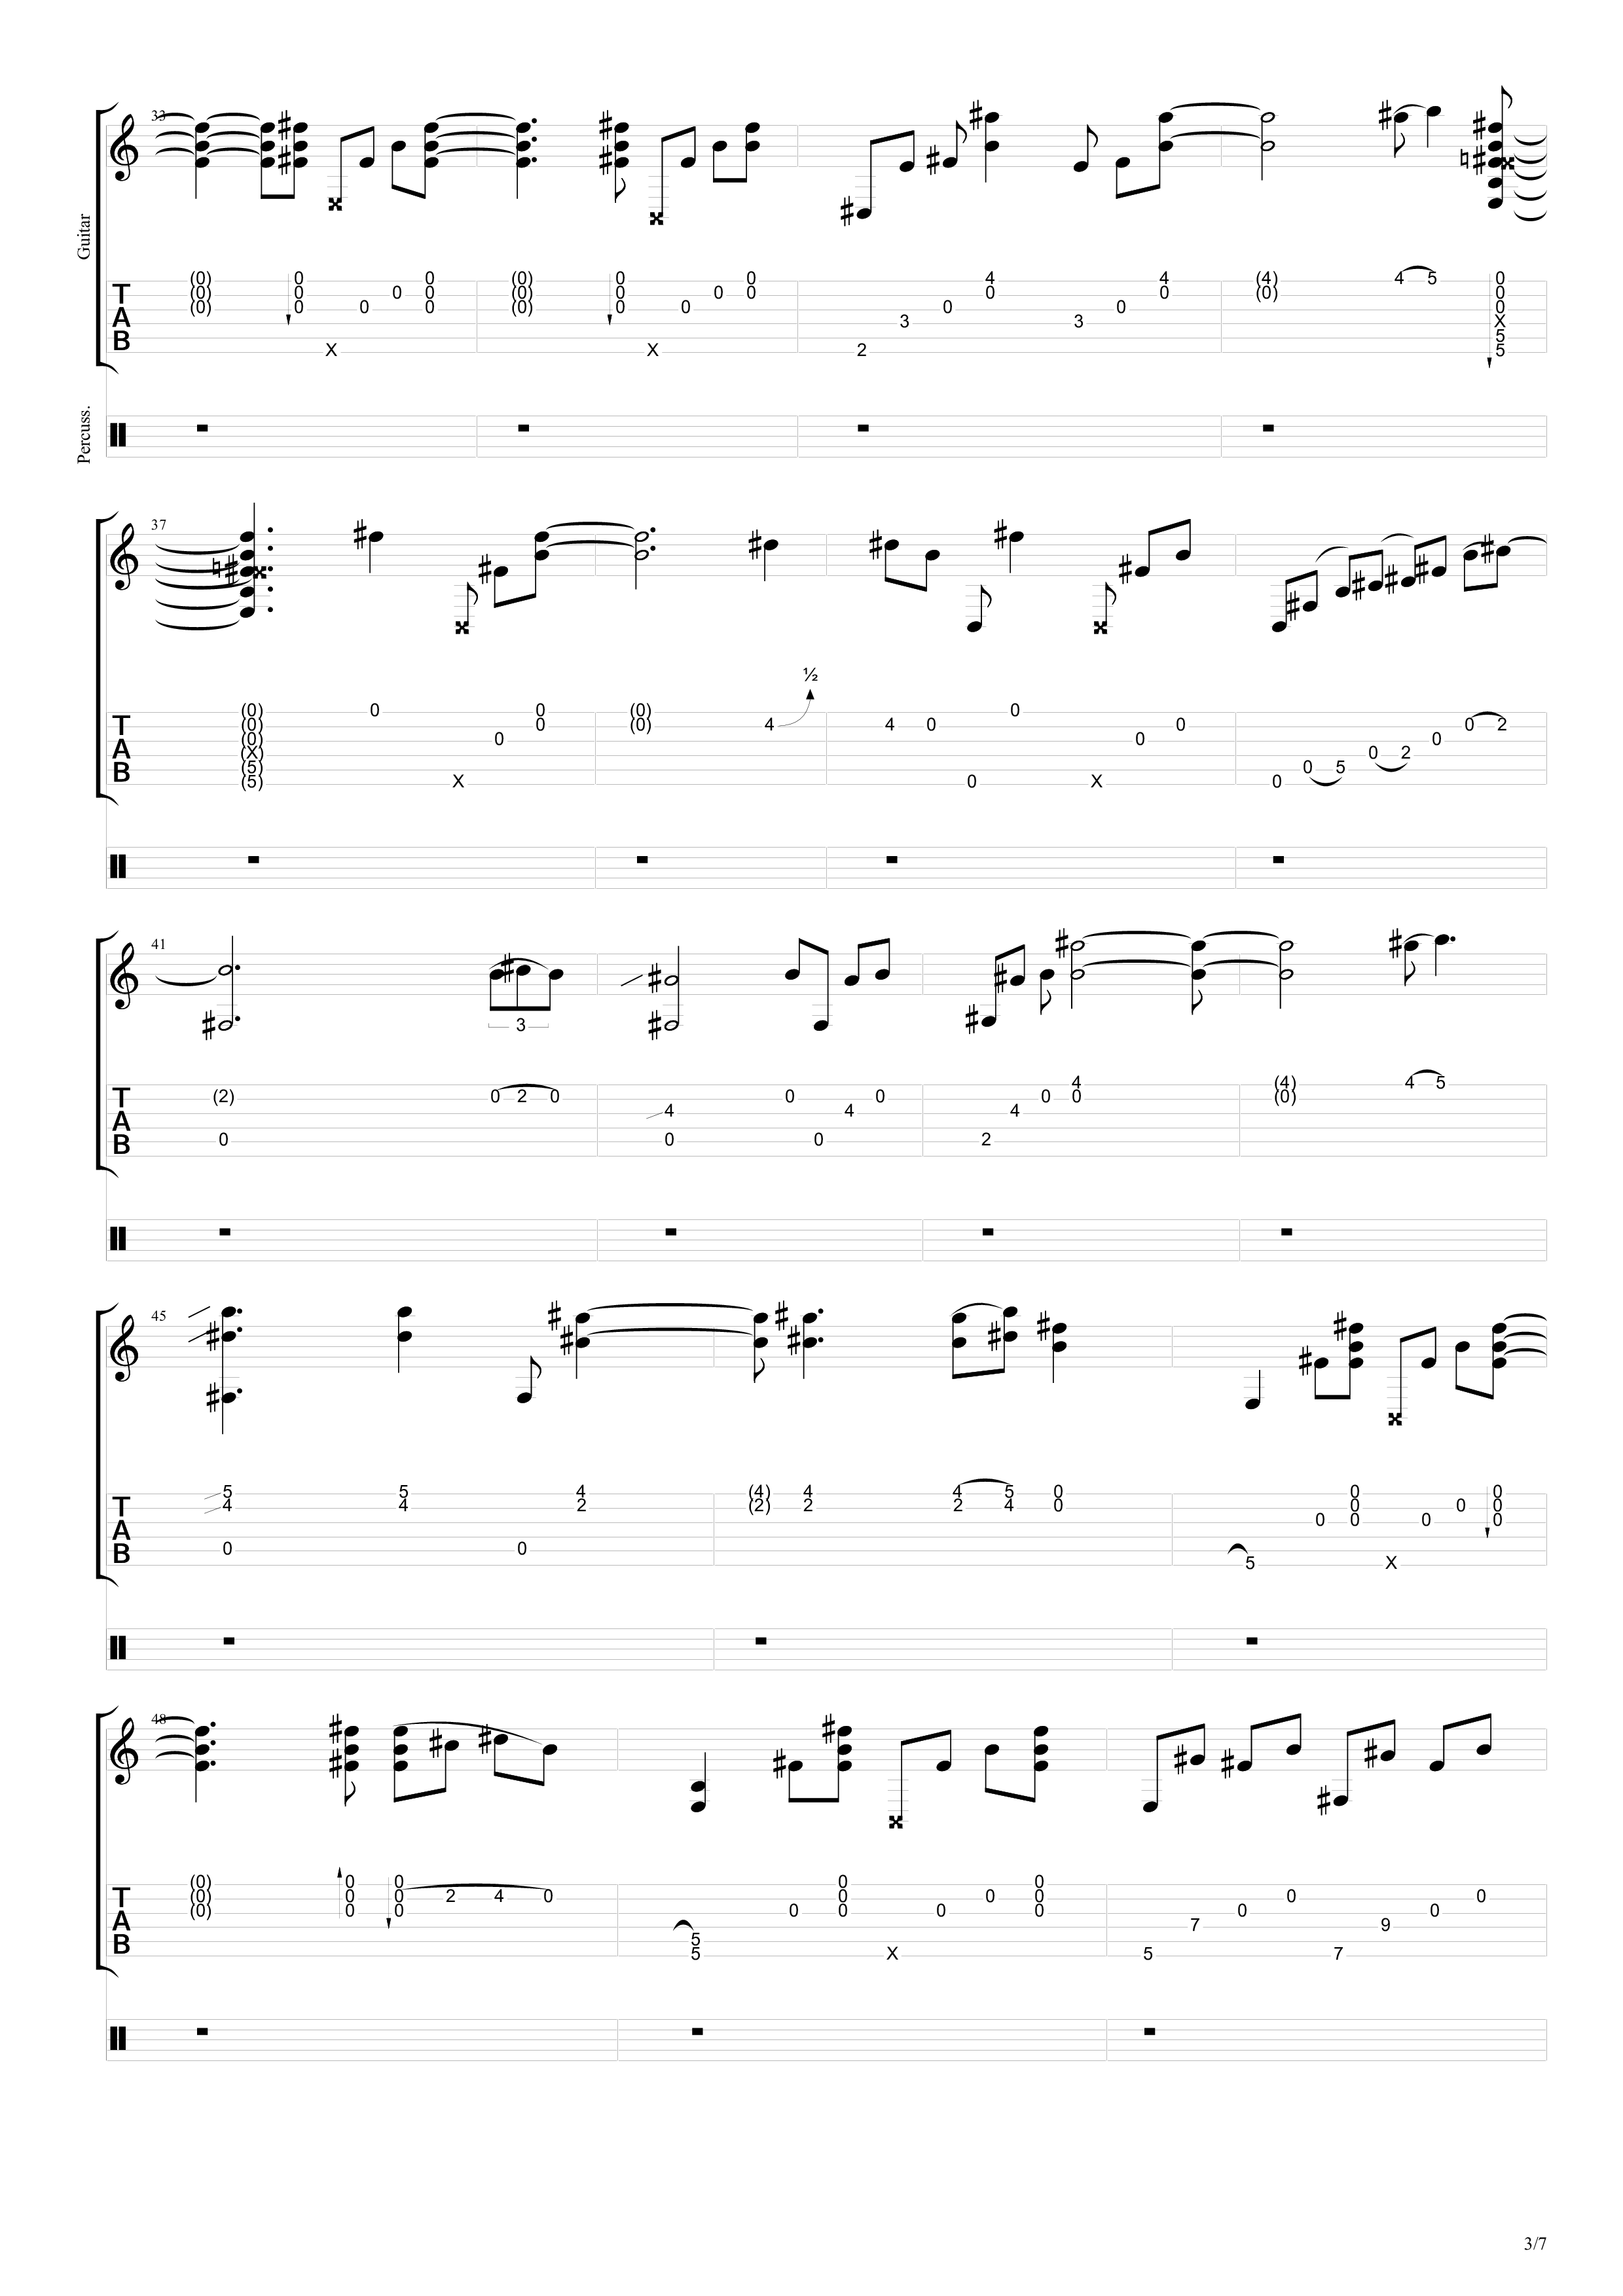 33
Guitar
(0) 0 0 (0) 0 0 4 4 (4) 4 5 0
T (0) 0 0 0 (0) 0 0 0 0 0 (0) 0
(0) 0 0 0 (0) 0 0 0 0 0
A 3 3 X
5
B X X 2 5
Percuss.
37
½
(0) 0 0 (0) 0
T (0) 0 (0) 4 4 0 0 0 2
(0) 0 0 0
A (X) 0 2
(5) 0 5
B (5) X 0 X 0
41
3
4 (4) 4 5
T (2) 0 2 0 0 0 0 0 (0)
4 4 4
A
B 0 0 0 2
45
5 5 4 (4) 4 4 5 0 0 0
T 4 4 2 (2) 2 2 4 0 0 0 0
0 0 0 0
A
0 0
B 5 X
48
(0) 0 0 0 0
T (0) 0 0 2 4 0 0 0 0 0 0
(0) 0 0 0 0 0 0 0 0
A 7 9
5
B 5 X 5 7
3/7